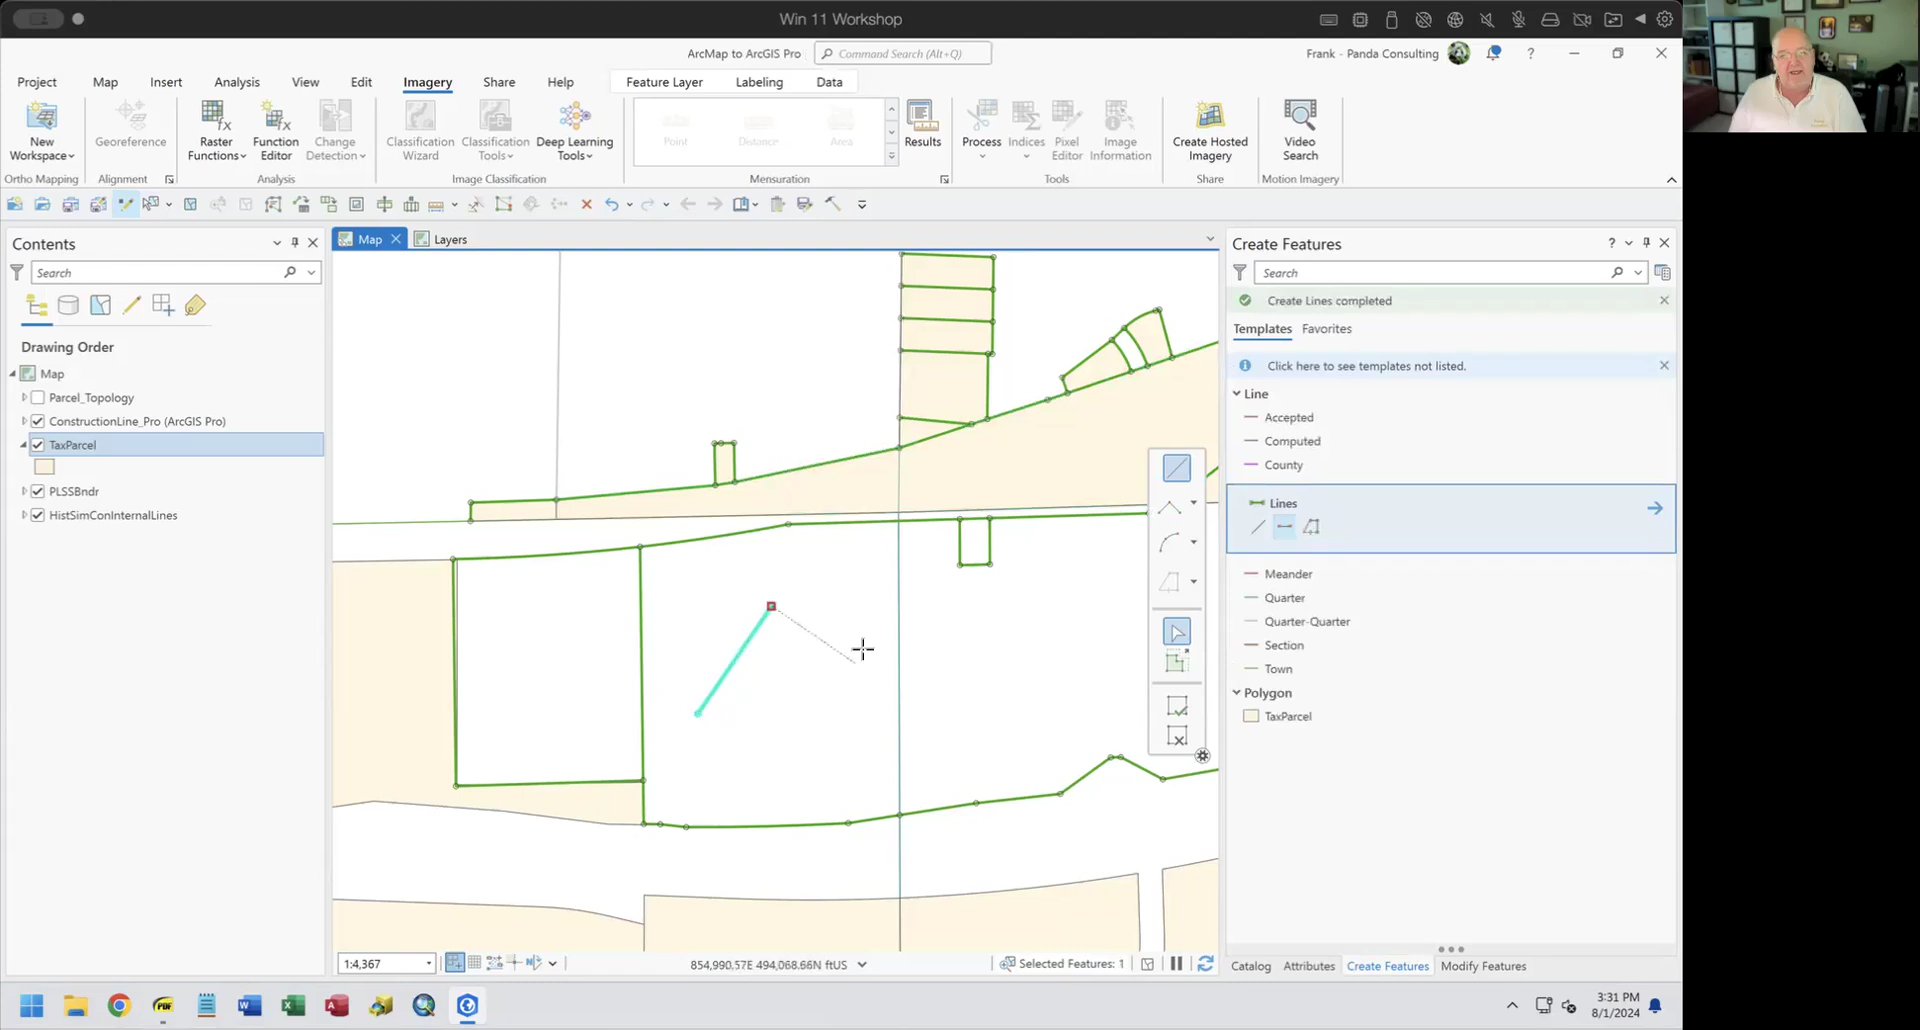 Win 11 Workshop
ArcMap to ArcGIS Pro
Command Search (Alt+Q)
Frank - Panda Consulting
?
Project
Map
Insert
Analysis
View
Edit
Imagery
Share
Help
Feature Layer
Labeling
Data
New Workspace
Georeference
Raster Functions
Function Editor
Change Detection
Classification Wizard
Classification Tools
Deep Learning Tools
Point
Distance
Area
Results
Process
Indices
Pixel Editor
Image Information
Create Hosted Imagery
Video Search
Ortho Mapping
Alignment
Analysis
Image Classification
Mensuration
Tools
Share
Motion Imagery
Contents
Search
Drawing Order
Map
Parcel_Topology
ConstructionLine_Pro (ArcGIS Pro)
TaxParcel
PLSSBndr
HistSimConInternalLines
Map
Layers
1:4,367
854,990.57E 494,068.66N ftUS
Selected Features: 1
Create Features
?
Search
Create Lines completed
Templates
Favorites
Click here to see templates not listed.
Line
Accepted
Computed
County
Lines
Meander
Quarter
Quarter-Quarter
Section
Town
Polygon
TaxParcel
Catalog
Attributes
Create Features
Modify Features
PDF
3:31 PM
8/1/2024